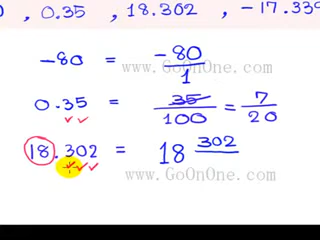 , 0.35 , 18.302 , -17.339
-80 = -80/1
www.GoOnOne.com
0.35 = 35/100 = 7/20
18.302 = 18 302/
www.GoOnOne.com